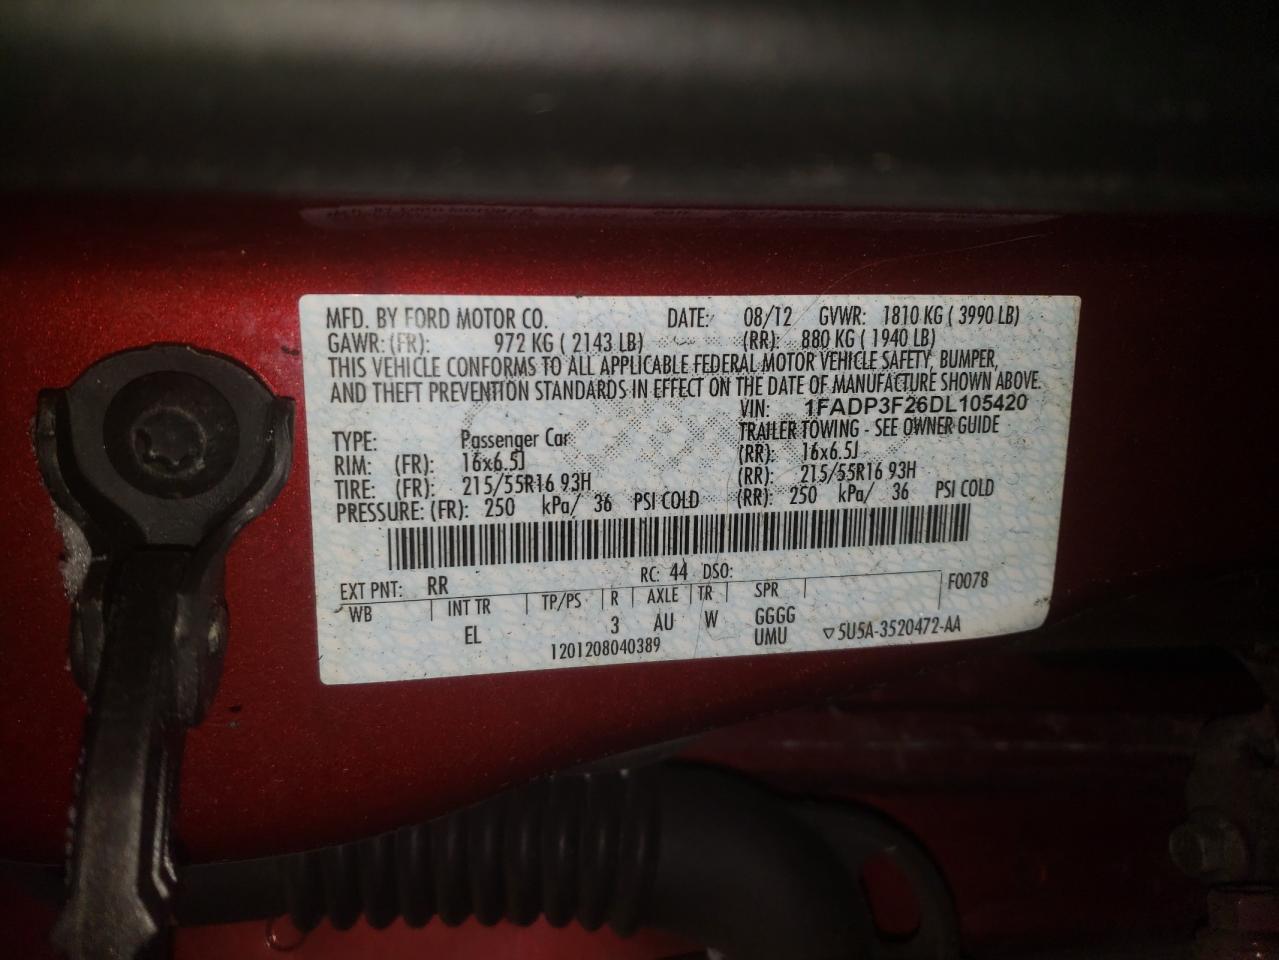 MFD. BY FORD MOTOR CO. DATE: 08/12 GVWR: 1810 KG ( 3990 LB)
GAWR: (FR): 972 KG ( 2143 LB) (RR): 880 KG ( 1940 LB)
THIS VEHICLE CONFORMS TO ALL APPLICABLE FEDERAL MOTOR VEHICLE SAFETY, BUMPER,
AND THEFT PREVENTION STANDARDS IN EFFECT ON THE DATE OF MANUFACTURE SHOWN ABOVE.
VIN: 1FADP3F26DL105420
TYPE: Passenger Car TRAILER TOWING - SEE OWNER GUIDE
RIM: (FR): 16x6.5J (RR): 16x6.5J
TIRE: (FR): 215/55R16 93H (RR): 215/55R16 93H
PRESSURE: (FR): 250 kPa/ 36 PSI COLD (RR): 250 kPa/ 36 PSI COLD
EXT PNT: RR RC: 44 DSO: F0078
WB INT TR TP/PS R AXLE TR SPR
EL 3 AU W GGGG
1201208040389 UMU ▽5U5A-3520472-AA